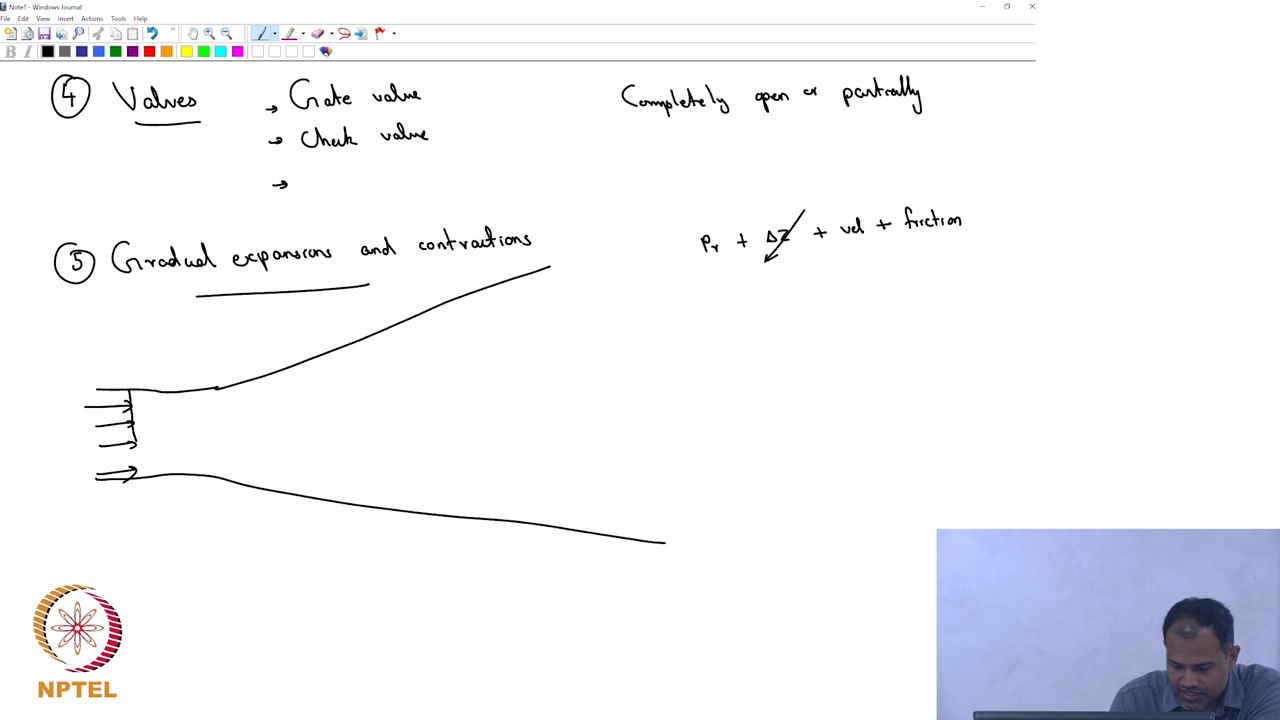 Note1 - Windows Journal
File Edit View Insert Actions Tools Help
④ Valves → Gate valve Completely open or partially
→ Check valve
→
⑤ Gradual expansions and contractions Pr + ΔZ + vel + friction
NPTEL